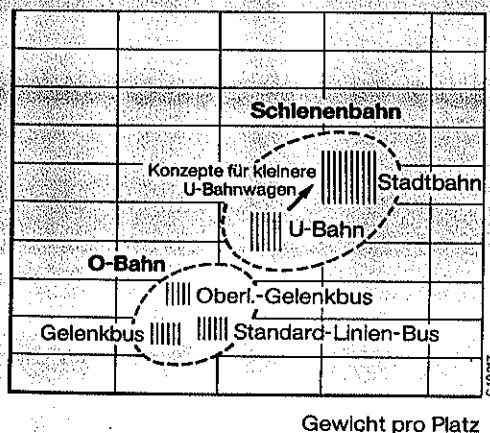 Schienenbahn
Konzepte für kleinere
U-Bahnwagen
Stadtbahn
U-Bahn
O-Bahn
Oberl.-Gelenkbus
Gelenkbus
Standard-Linien-Bus
Gewicht pro Platz